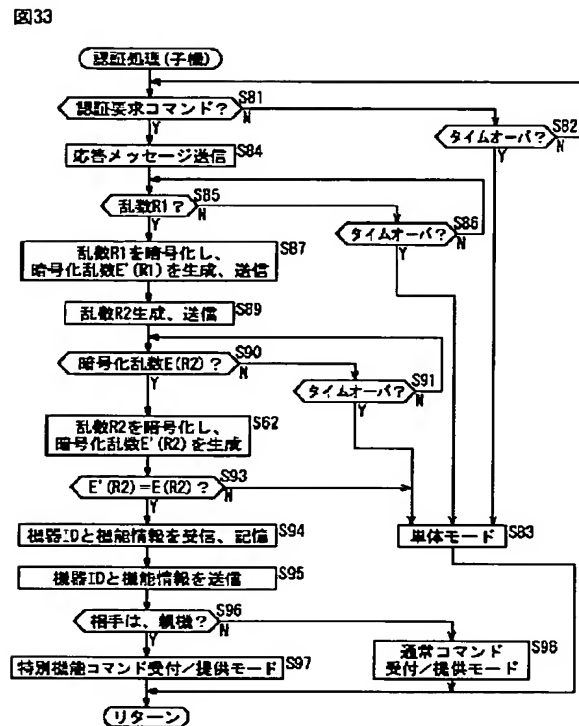 図33
認証処理(子機)
認証要求コマンド?
S81
Y
N
タイムオーバ?
S82
Y
N
応答メッセージ送信
S84
乱数R1?
S85
Y
N
タイムオーバ?
S86
Y
N
乱数R1を暗号化し、
暗号化乱数E'(R1)を生成、送信
S87
乱数R2生成、送信
S89
暗号化乱数E(R2)?
S90
Y
N
タイムオーバ?
S91
Y
N
乱数R2を暗号化し、
暗号化乱数E'(R2)を生成
S62
E'(R2)=E(R2)?
S93
Y
N
単体モード
S83
機器IDと機能情報を受信、記信
S94
機器IDと機能情報を送信
S95
相手は、親機?
S96
Y
N
特別機能コマンド受付/提供モード
S97
通常コマンド
受付/提供モード
S98
リターン